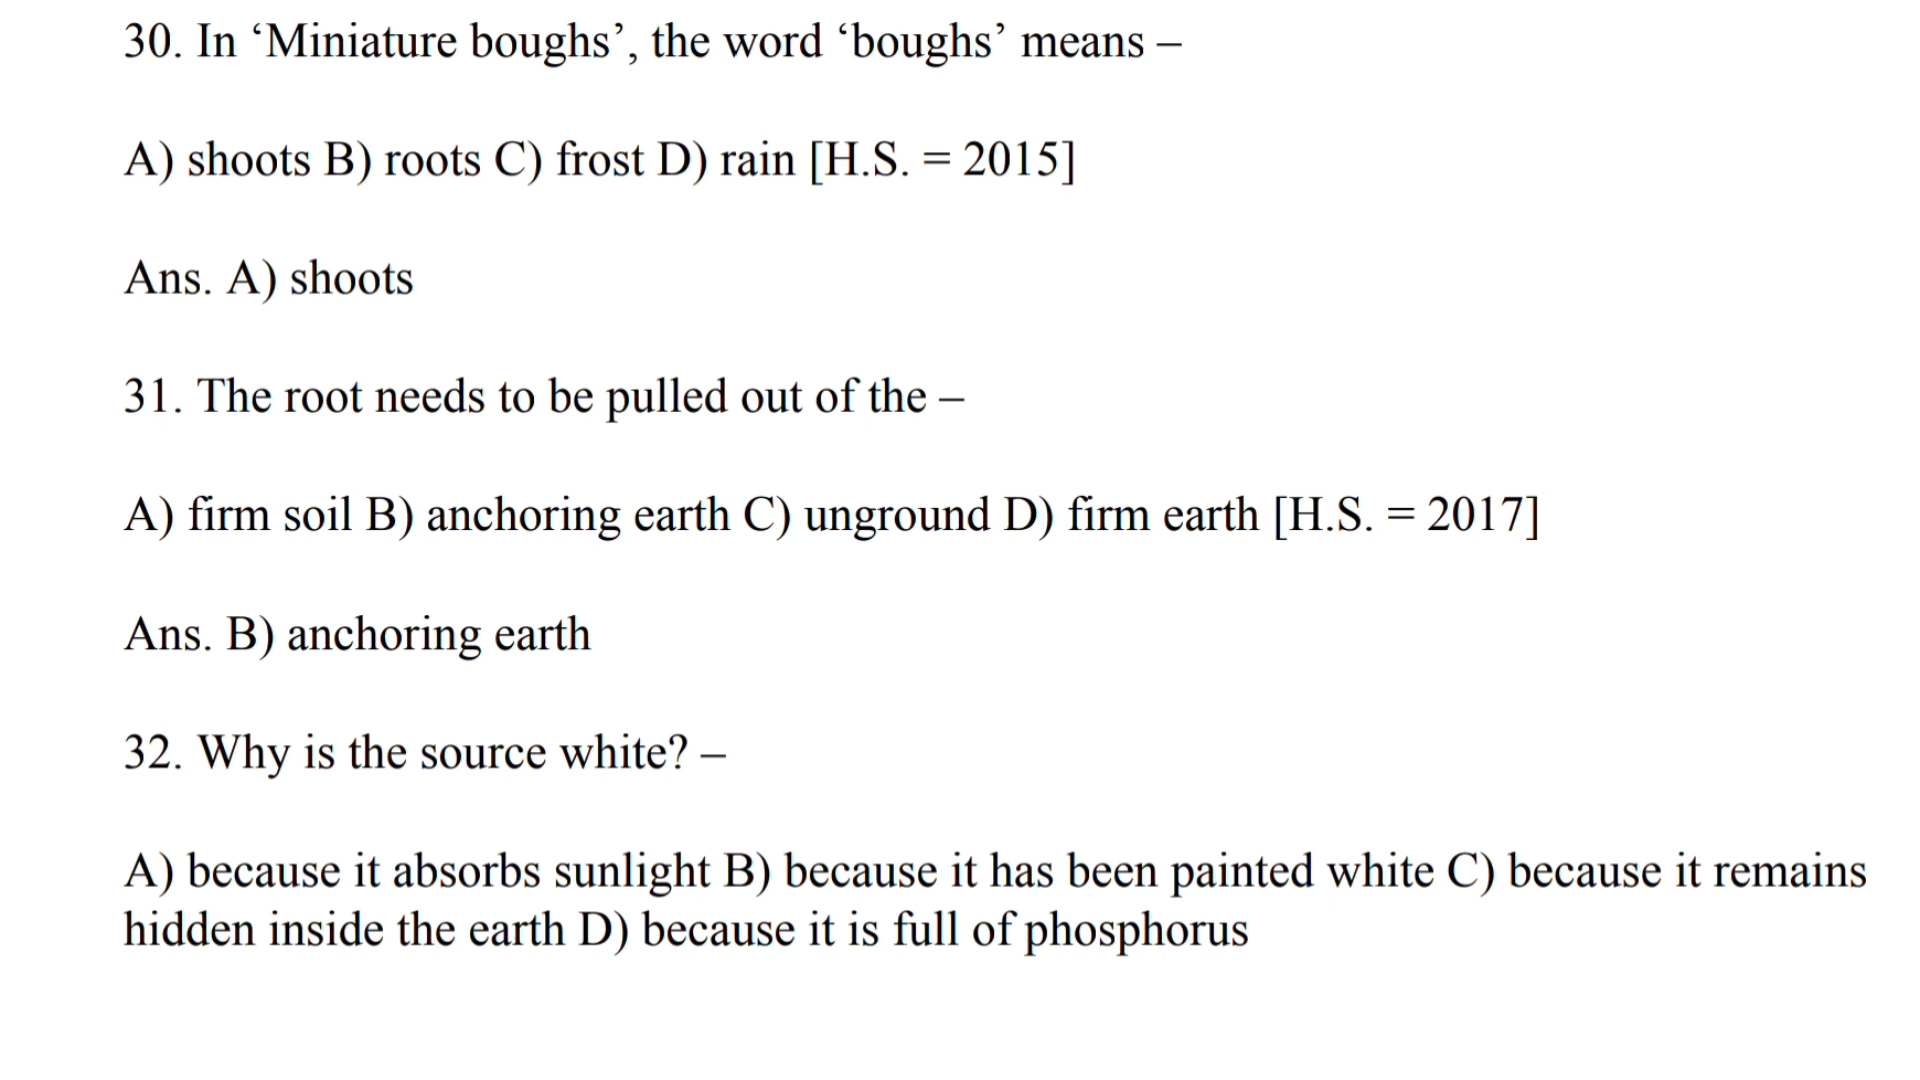 30. In ‘Miniature boughs’, the word ‘boughs’ means –
A) shoots B) roots C) frost D) rain [H.S. = 2015]
Ans. A) shoots
31. The root needs to be pulled out of the –
A) firm soil B) anchoring earth C) unground D) firm earth [H.S. = 2017]
Ans. B) anchoring earth
32. Why is the source white? –
A) because it absorbs sunlight B) because it has been painted white C) because it remains
hidden inside the earth D) because it is full of phosphorus